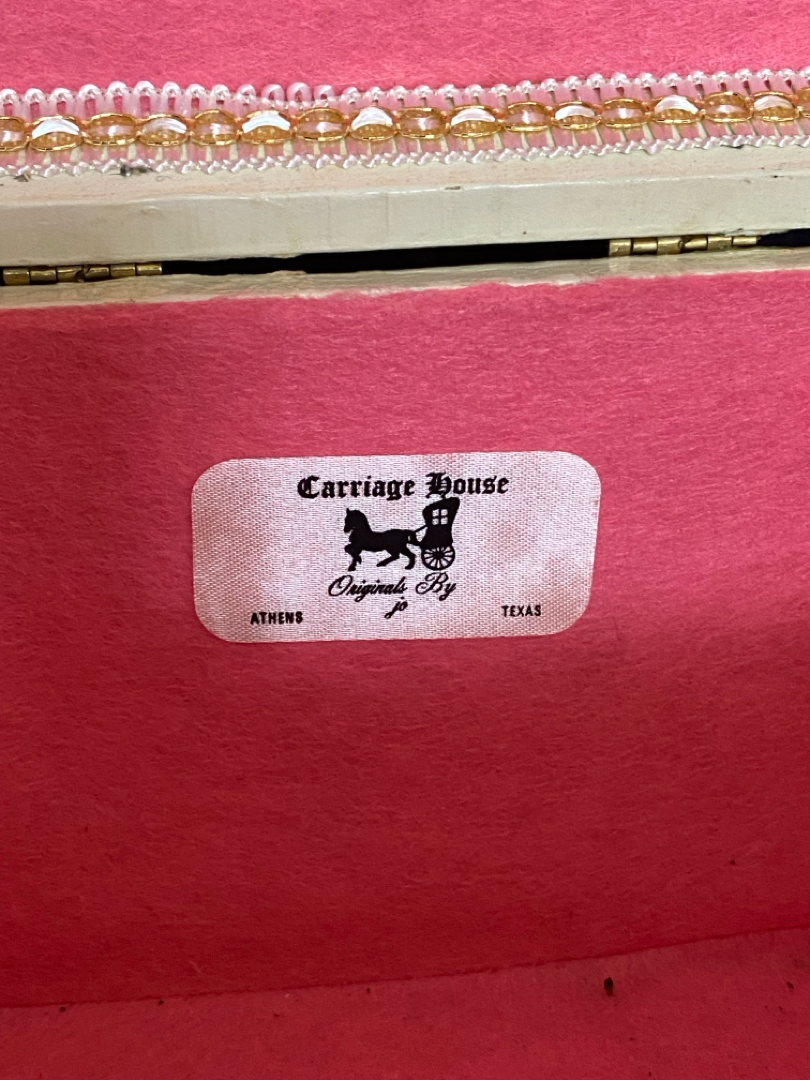 Carriage House
Originals By
jo
ATHENS TEXAS